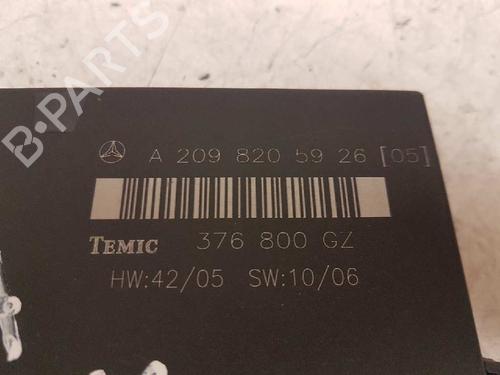 B-PARTS
A 209 820 59 26 [05]
TEMIC 376 800 GZ
HW:42/05 SW:10/06